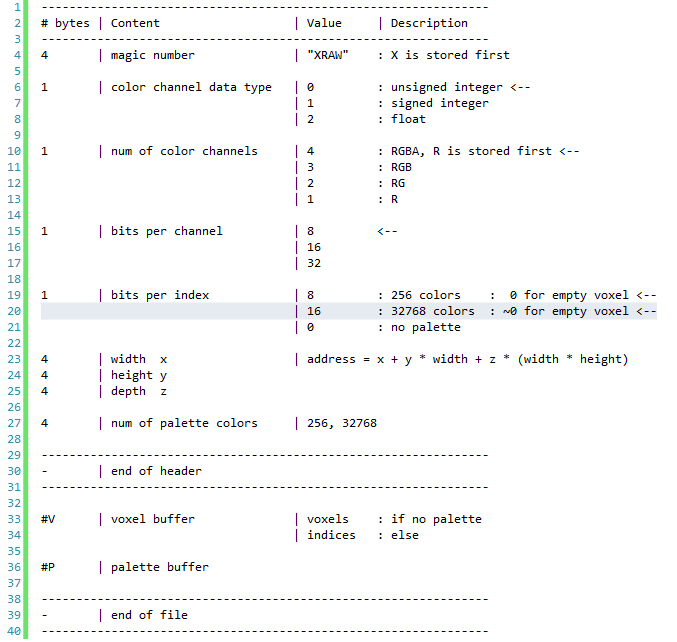 1 ----------------------------------------------------------------
2 # bytes | Content                    | Value     | Description
3 ----------------------------------------------------------------
4 4       | magic number               | "XRAW"    : X is stored first
5
6 1       | color channel data type    | 0         : unsigned integer <--
7                                      | 1         : signed integer
8                                      | 2         : float
9
10 1       | num of color channels      | 4         : RGBA, R is stored first <--
11                                      | 3         : RGB
12                                      | 2         : RG
13                                      | 1         : R
14
15 1       | bits per channel           | 8         <--
16                                      | 16
17                                      | 32
18
19 1       | bits per index             | 8         : 256 colors    :  0 for empty voxel <--
20                                      | 16        : 32768 colors  : ~0 for empty voxel <--
21                                      | 0         : no palette
22
23 4       | width  x                   | address = x + y * width + z * (width * height)
24 4       | height y
25 4       | depth  z
26
27 4       | num of palette colors      | 256, 32768
28
29 ----------------------------------------------------------------
30 -       | end of header
31 ----------------------------------------------------------------
32
33 #V      | voxel buffer               | voxels    : if no palette
34                                      | indices   : else
35
36 #P      | palette buffer
37
38 ----------------------------------------------------------------
39 -       | end of file
40 ----------------------------------------------------------------